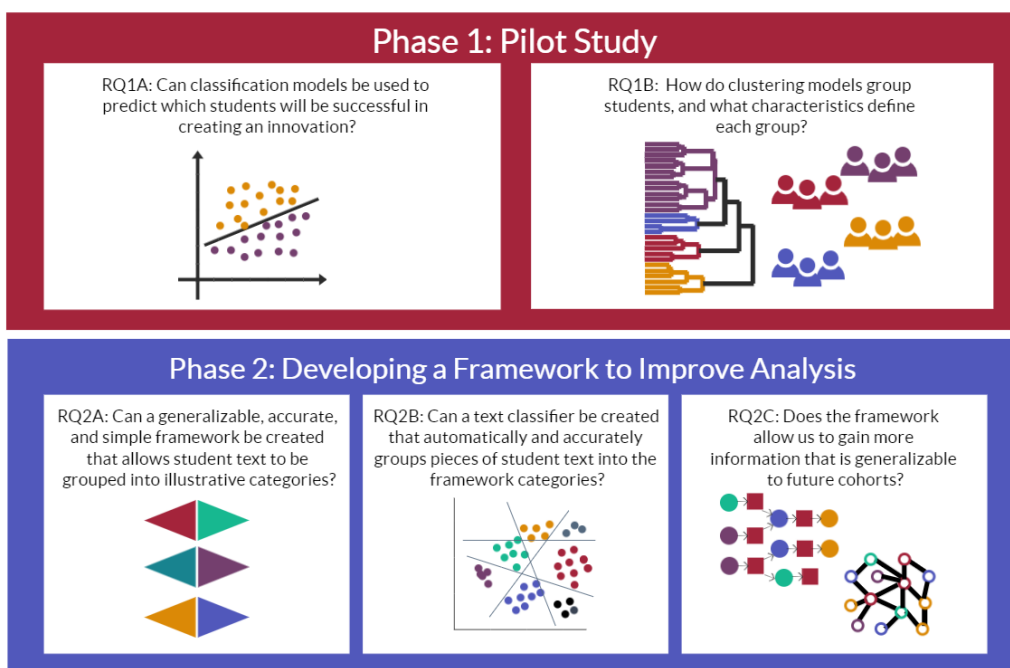 Phase 1: Pilot Study
RQ1A: Can classification models be used to
predict which students will be successful in
creating an innovation?
RQ1B:  How do clustering models group
students, and what characteristics define
each group?
Phase 2: Developing a Framework to Improve Analysis
RQ2A: Can a generalizable, accurate,
and simple framework be created
that allows student text to be
grouped into illustrative categories?
RQ2B: Can a text classifier be created
that automatically and accurately
groups pieces of student text into the
framework categories?
RQ2C: Does the framework
allow us to gain more
information that is generalizable
to future cohorts?